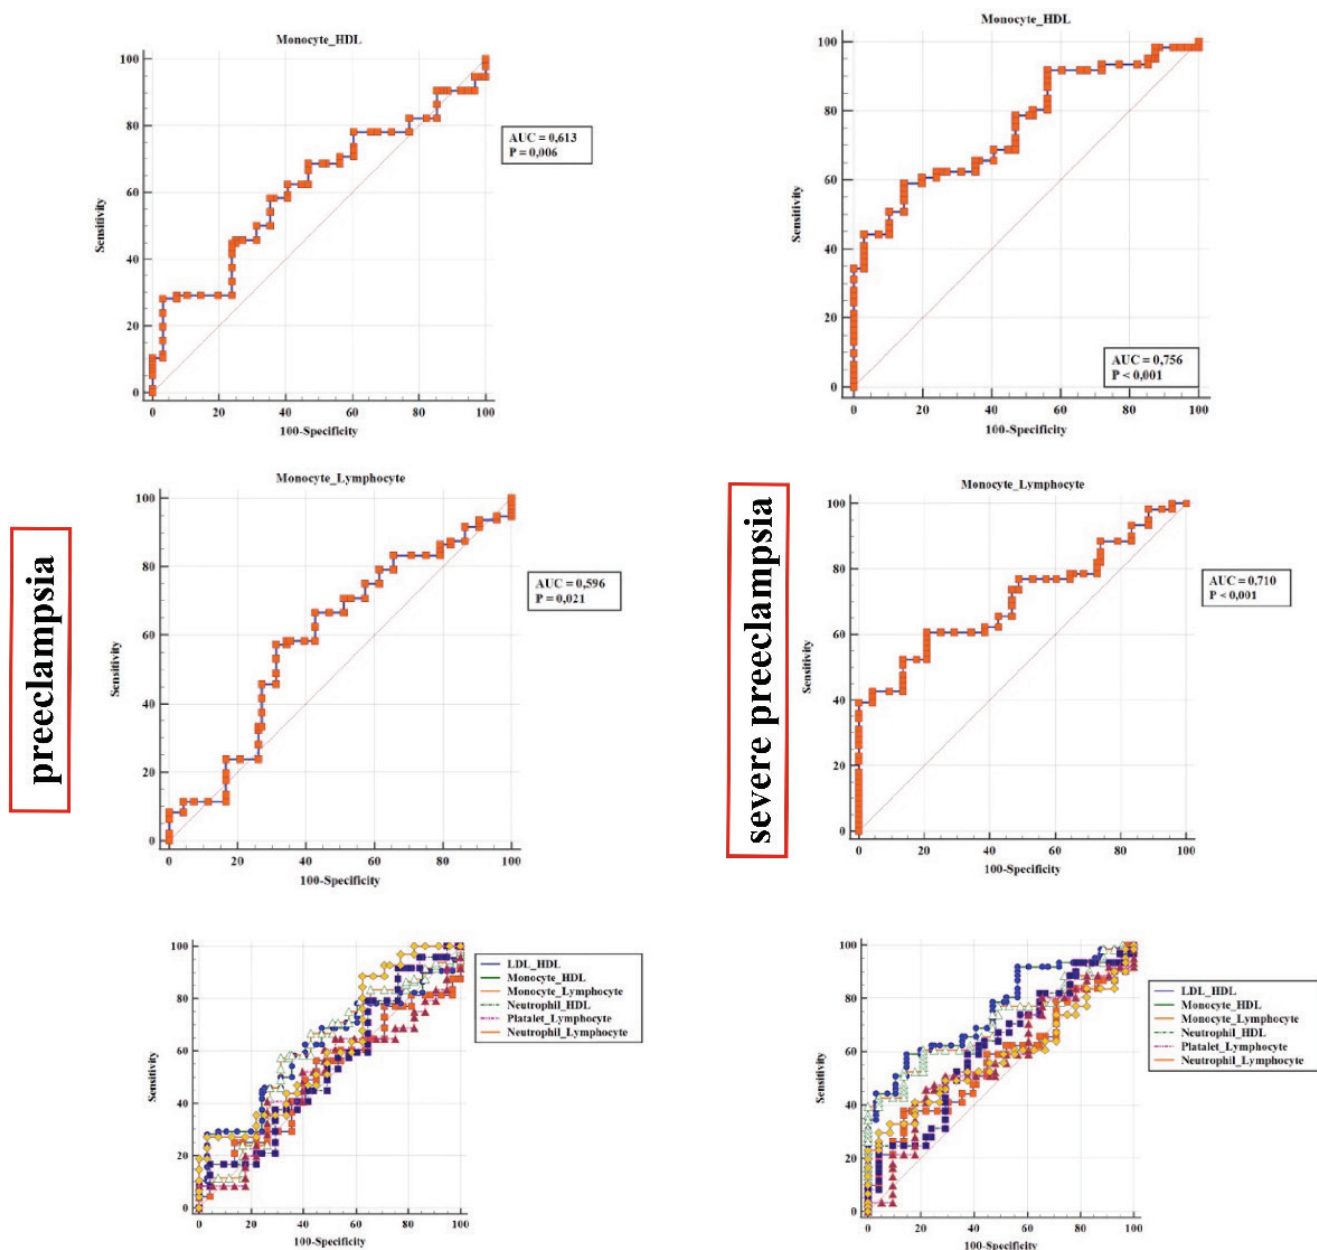 Monocyte_HDL
100
80
60
40
20
0
Sensitivity
AUC = 0,613
P = 0,006
0 20 40 60 80 100
100-Specificity
Monocyte_HDL
100
80
60
40
20
0
Sensitivity
AUC = 0,756
P < 0,001
0 20 40 60 80 100
100-Specificity
preeclampsia
Monocyte_Lymphocyte
100
80
60
40
20
0
Sensitivity
AUC = 0,596
P = 0,021
0 20 40 60 80 100
100-Specificity
severe preeclampsia
Monocyte_Lymphocyte
100
80
60
40
20
0
Sensitivity
AUC = 0,710
P < 0,001
0 20 40 60 80 100
100-Specificity
100
80
60
40
20
0
Sensitivity
LDL_HDL
Monocyte_HDL
Monocyte_Lymphocyte
Neutrophil_HDL
Platelet_Lymphocyte
Neutrophil_Lymphocyte
0 20 40 60 80 100
100-Specificity
100
80
60
40
20
0
Sensitivity
LDL_HDL
Monocyte_HDL
Monocyte_Lymphocyte
Neutrophil_HDL
Platalet_Lymphocyte
Neutrophil_Lymphocyte
0 20 40 60 80 100
100-Specificity